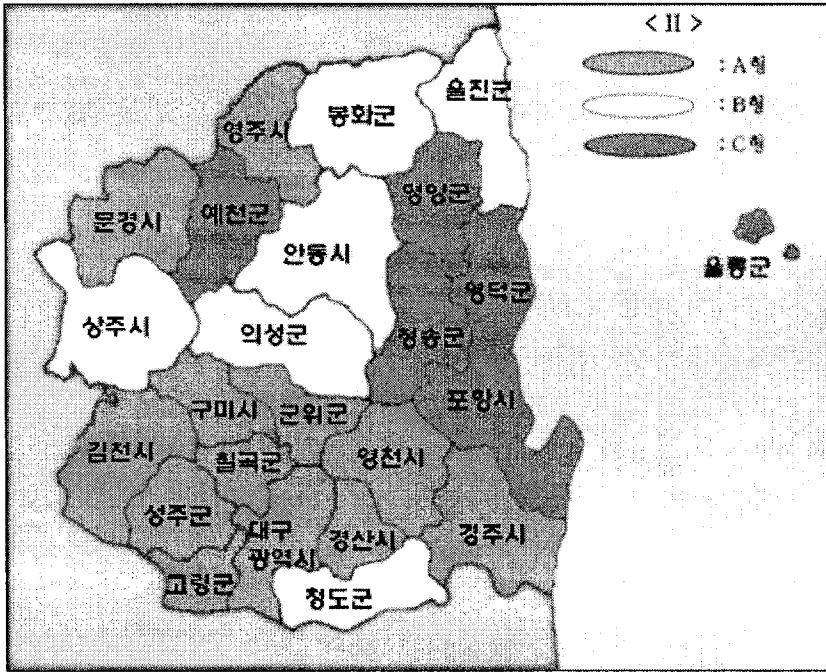 < II >
: A형
: B형
: C형
울진군
봉화군
영주시
영양군
예천군
문경시
안동시
울릉군
영덕군
상주시
의성군
청송군
포항시
구미시
군위군
김천시
칠곡군
영천시
성주군
대구
광역시
경산시
경주시
고령군
청도군